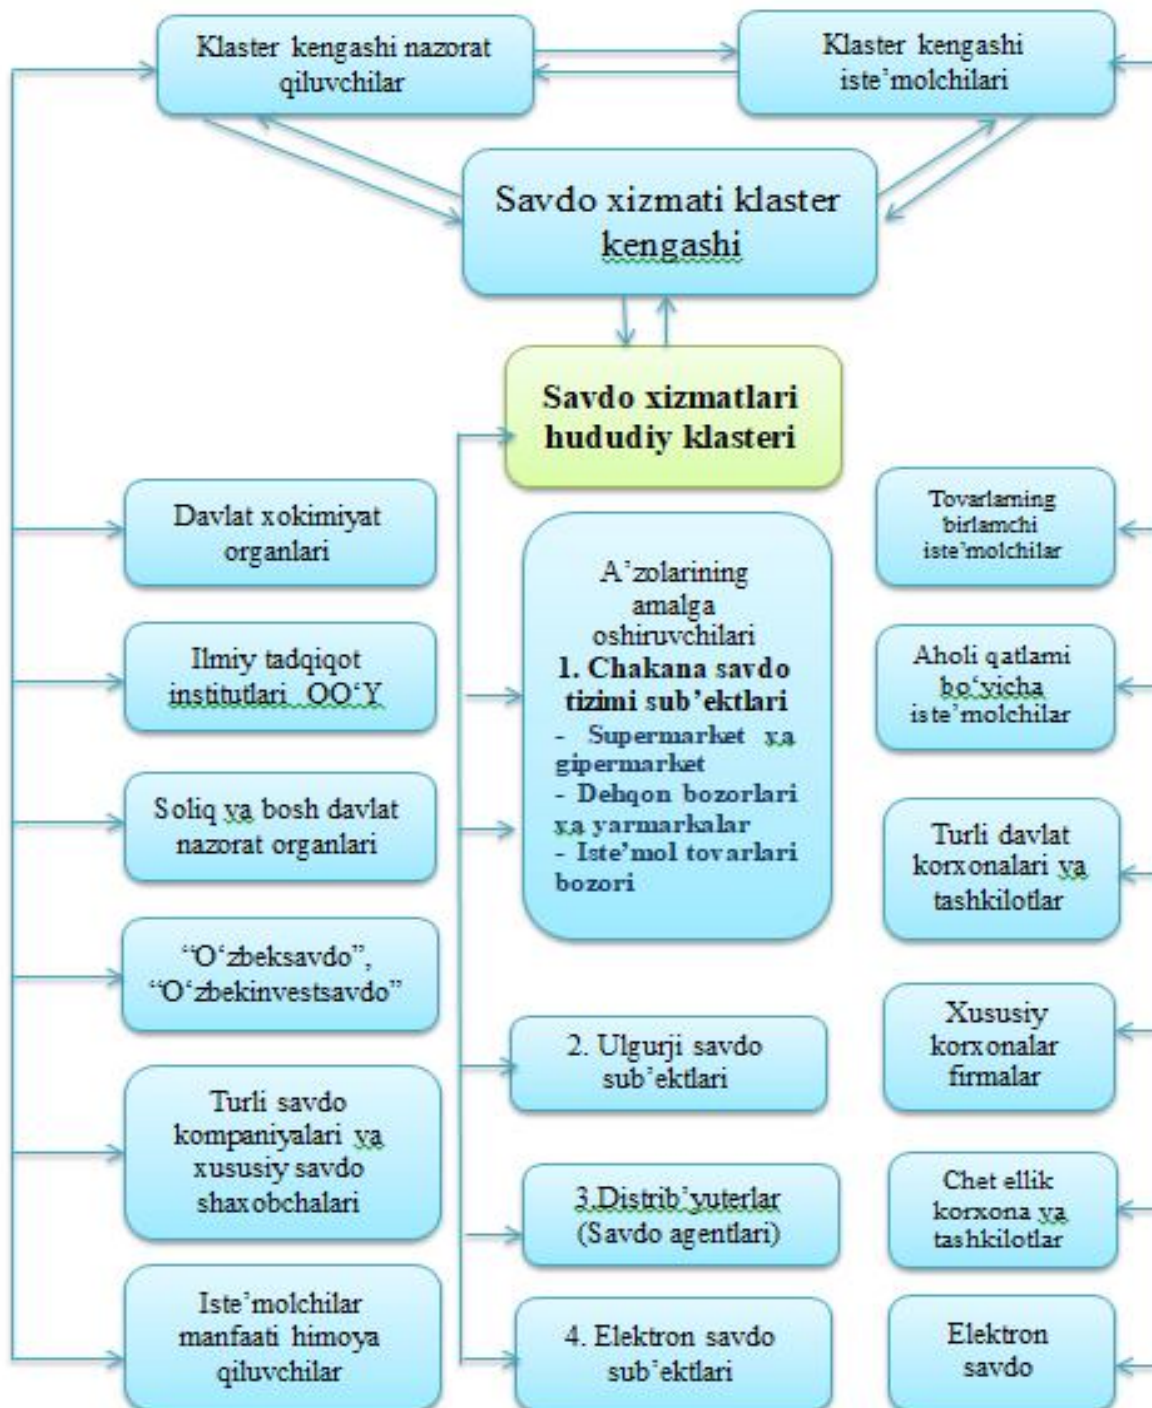 Klaster kengashi nazorat
qiluvchilar
Klaster kengashi
iste’molchilari
Savdo xizmati klaster
kengashi
Savdo xizmatlari
hududiy klasteri
Davlat xokimiyat
organlari
Ilmiy tadqiqot
institutlari OO‘Y
Soliq va bosh davlat
nazorat organlari
“O‘zbeksavdo”,
“O‘zbekinvestsavdo”
Turli savdo
kompaniyalari va
xususiy savdo
shaxobchalari
Iste’molchilar
manfaati himoya
qiluvchilar
A’zolarining
amalga
oshiruvchilari
1. Chakana savdo
tizimi sub’ektlari
- Supermarket va
gipermarket
- Dehqon bozorlari
va yarmarkalar
- Iste’mol tovarlari
bozori
2. Ulgurji savdo
sub’ektlari
3.Distrib’yuterlar
(Savdo agentlari)
4. Elektron savdo
sub’ektlari
Tovarlarning
birlamchi
iste’molchilar
Aholi qatlami
bo‘yicha
iste’molchilar
Turli davlat
korxonalari va
tashkilotlar
Xususiy
korxonalar
firmalar
Chet ellik
korxona va
tashkilotlar
Elektron
savdo